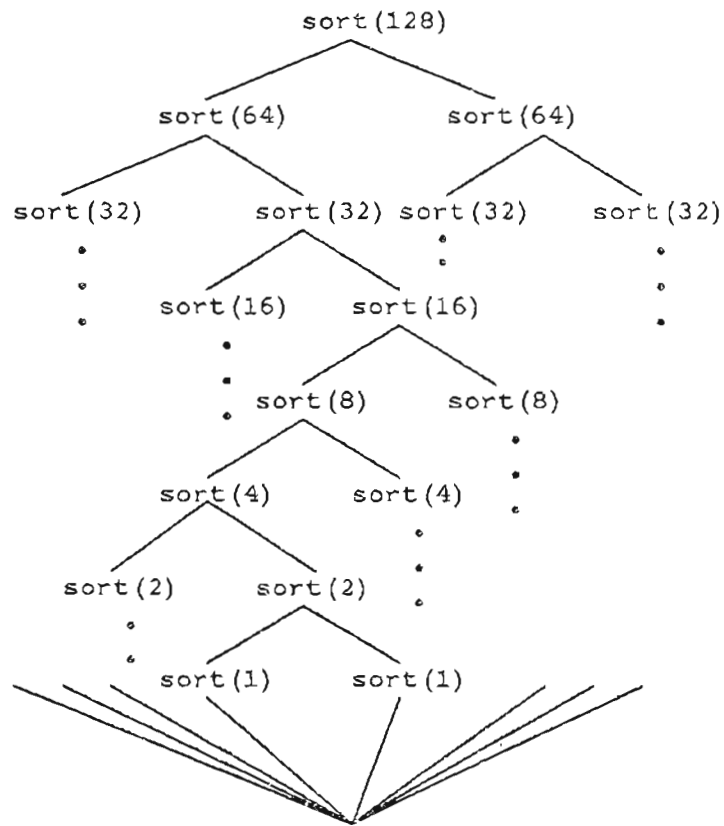 sort(128)
sort(64) sort(64)
sort(32) sort(32) sort(32) sort(32)
sort(16) sort(16)
sort(8) sort(8)
sort(4) sort(4)
sort(2) sort(2)
sort(1) sort(1)